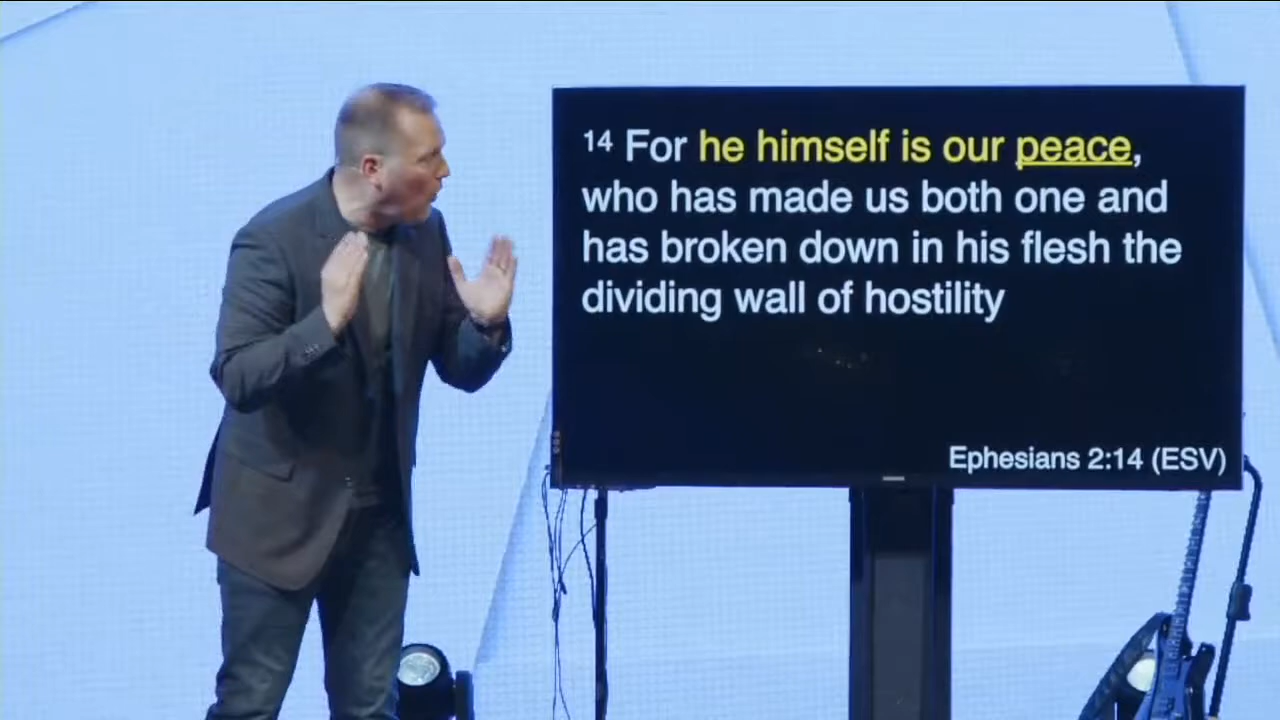 14 For he himself is our peace,
who has made us both one and
has broken down in his flesh the
dividing wall of hostility
Ephesians 2:14 (ESV)